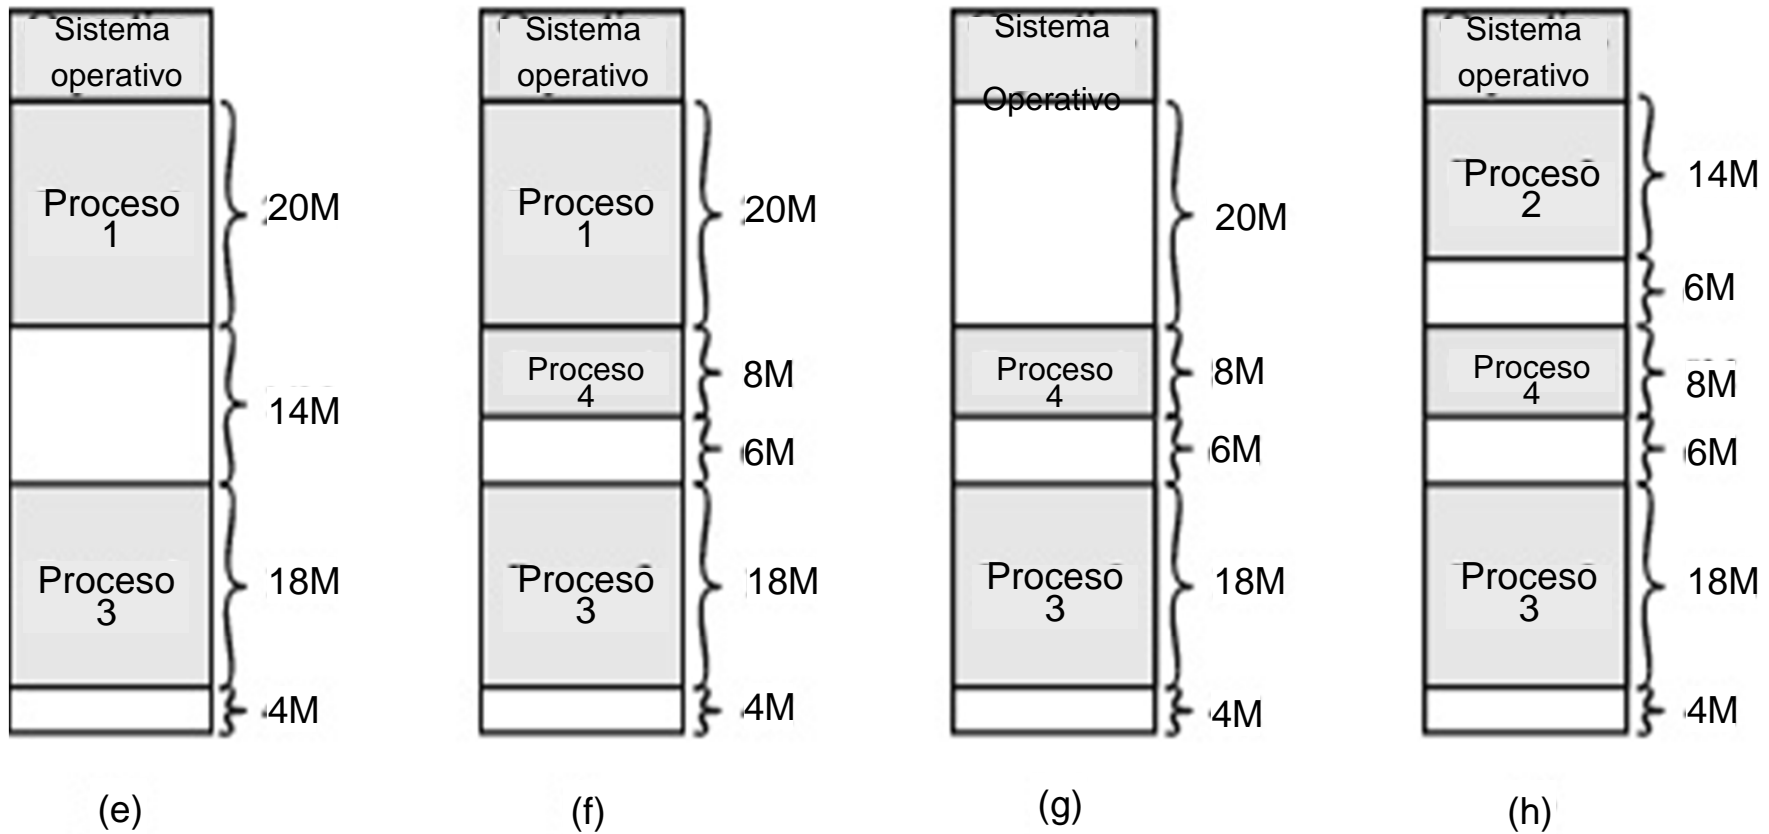 Sistema
operativo
Proceso
1
20M
14M
Proceso
3
18M
4M
(e)
Sistema
operativo
Proceso
1
20M
Proceso
4
8M
6M
Proceso
3
18M
4M
(f)
Sistema
Operativo
20M
Proceso
4
8M
6M
Proceso
3
18M
4M
(g)
Sistema
operativo
Proceso
2
14M
6M
Proceso
4
8M
6M
Proceso
3
18M
4M
(h)